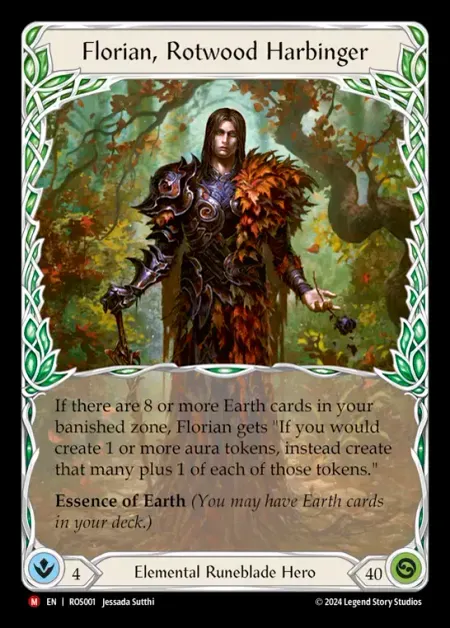 Florian, Rotwood Harbinger
If there are 8 or more Earth cards in your
banished zone, Florian gets "If you would
create 1 or more aura tokens, instead create
that many plus 1 of each of those tokens."
Essence of Earth (You may have Earth cards
in your deck.)
4
Elemental Runeblade Hero
40
M EN | ROS001 Jessada Sutthi
© 2024 Legend Story Studios